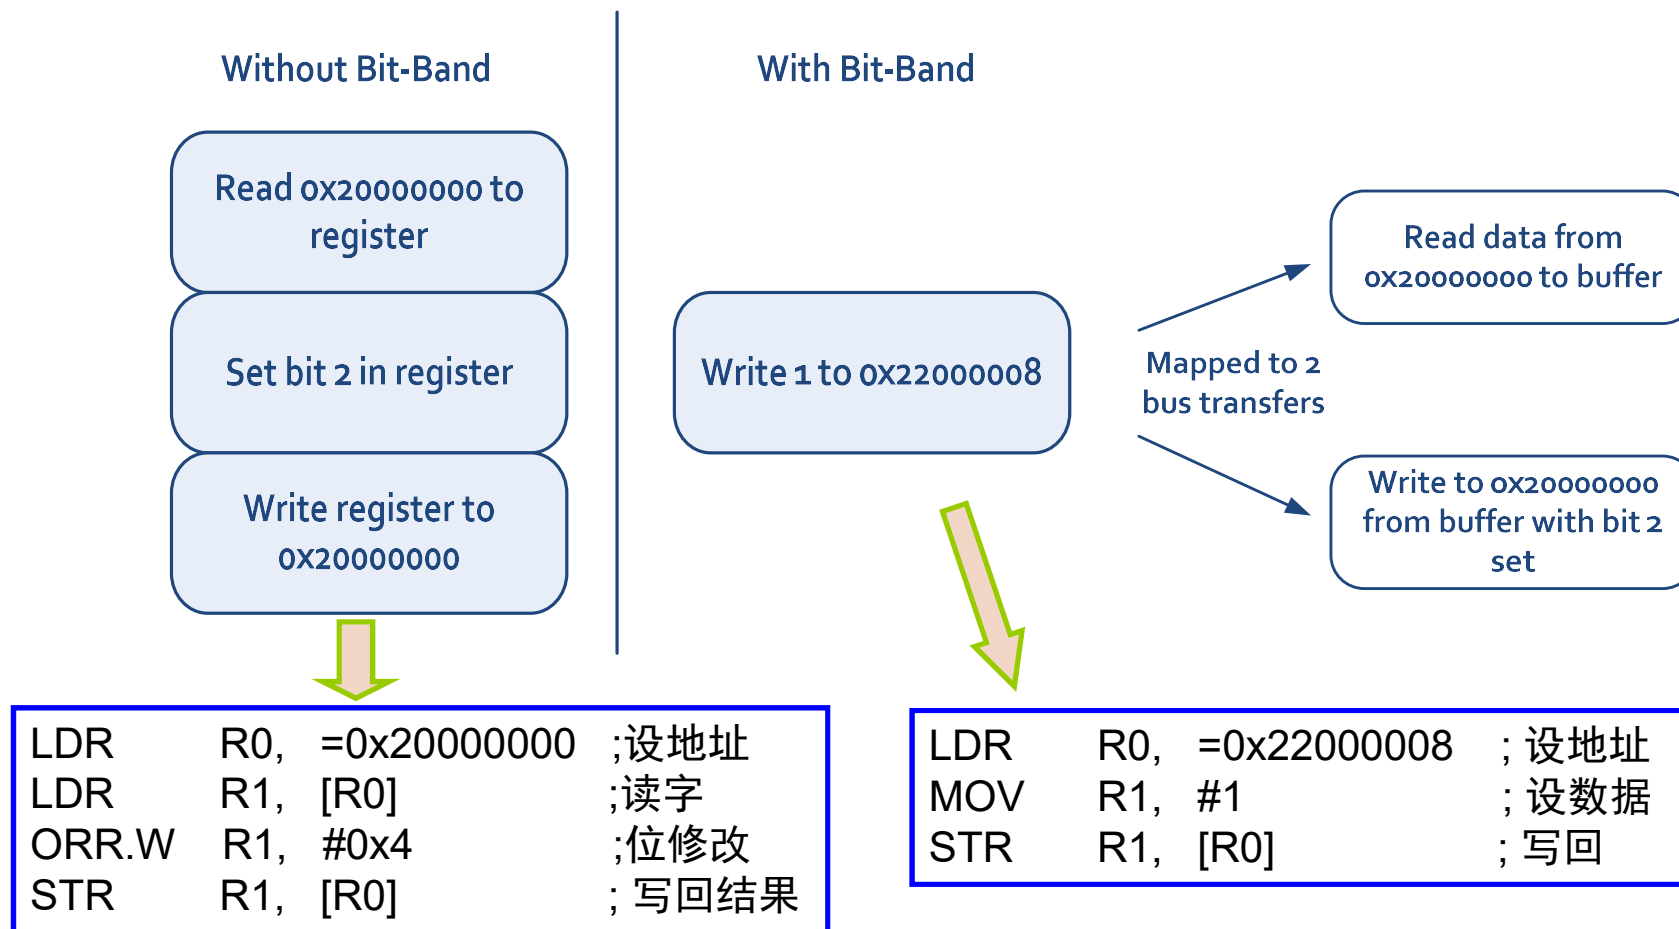 Without Bit-Band
With Bit-Band
Read 0x20000000 to
register
Set bit 2 in register
Write register to
0x20000000
Write 1 to 0x22000008
Mapped to 2
bus transfers
Read data from
0x20000000 to buffer
Write to 0x20000000
from buffer with bit 2
set
LDR R0, =0x20000000 ;设地址
LDR R1, [R0] ;读字
ORR.W R1, #0x4 ;位修改
STR R1, [R0] ; 写回结果
LDR R0, =0x22000008 ; 设地址
MOV R1, #1 ; 设数据
STR R1, [R0] ; 写回